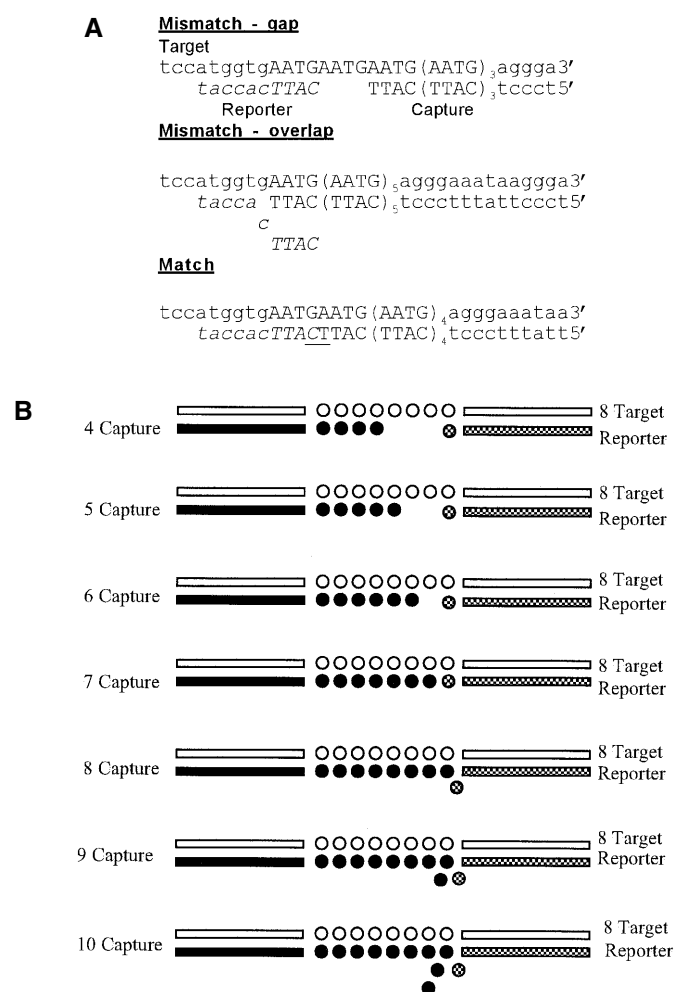 A
Mismatch - gap
Target
tccatggtgAATGAATGAATG(AATG)3aggga3'
taccacTTAC TTAC(TTAC)3tccct5'
Reporter Capture
Mismatch - overlap
tccatggtgAATG(AATG)5agggaaataaggga3'
tacca TTAC(TTAC)5tccctttattccct5'
c
TTAC
Match
tccatggtgAATGAATG(AATG)4agggaaataa3'
taccacTTACTTAC(TTAC)4tccctttatt5'
B
8 Target
4 Capture
Reporter
8 Target
5 Capture
Reporter
8 Target
6 Capture
Reporter
8 Target
7 Capture
Reporter
8 Target
8 Capture
Reporter
8 Target
9 Capture
Reporter
8 Target
10 Capture
Reporter